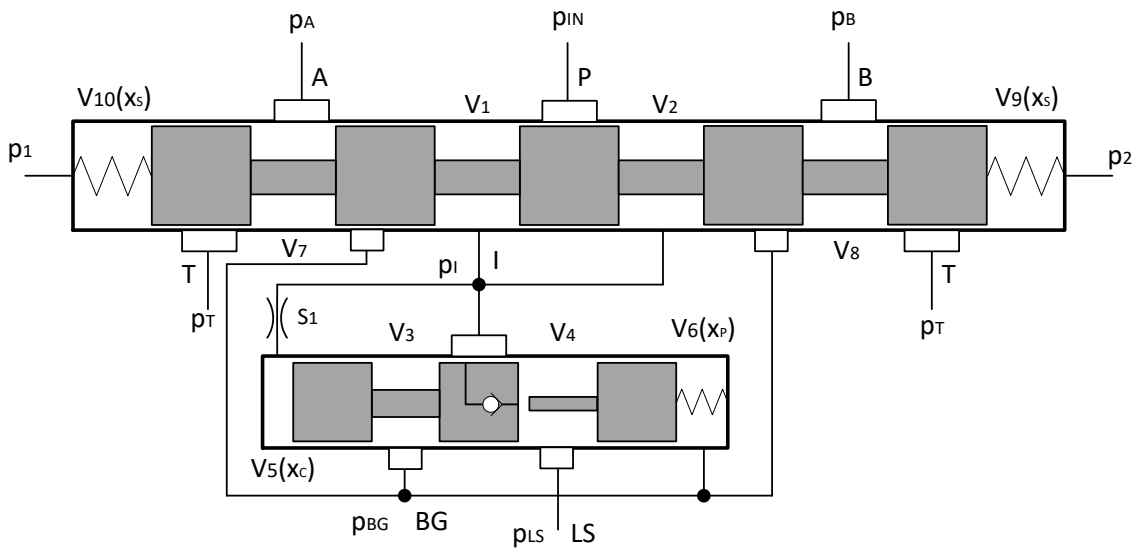 pA pIN pB
A P B
V10(xS) V1 V2 V9(xS)
p1 p2
T V7 pI I V8 T
pT S1 pT
V3 V4 V6(xP)
V5(xC)
pBG BG pLS LS